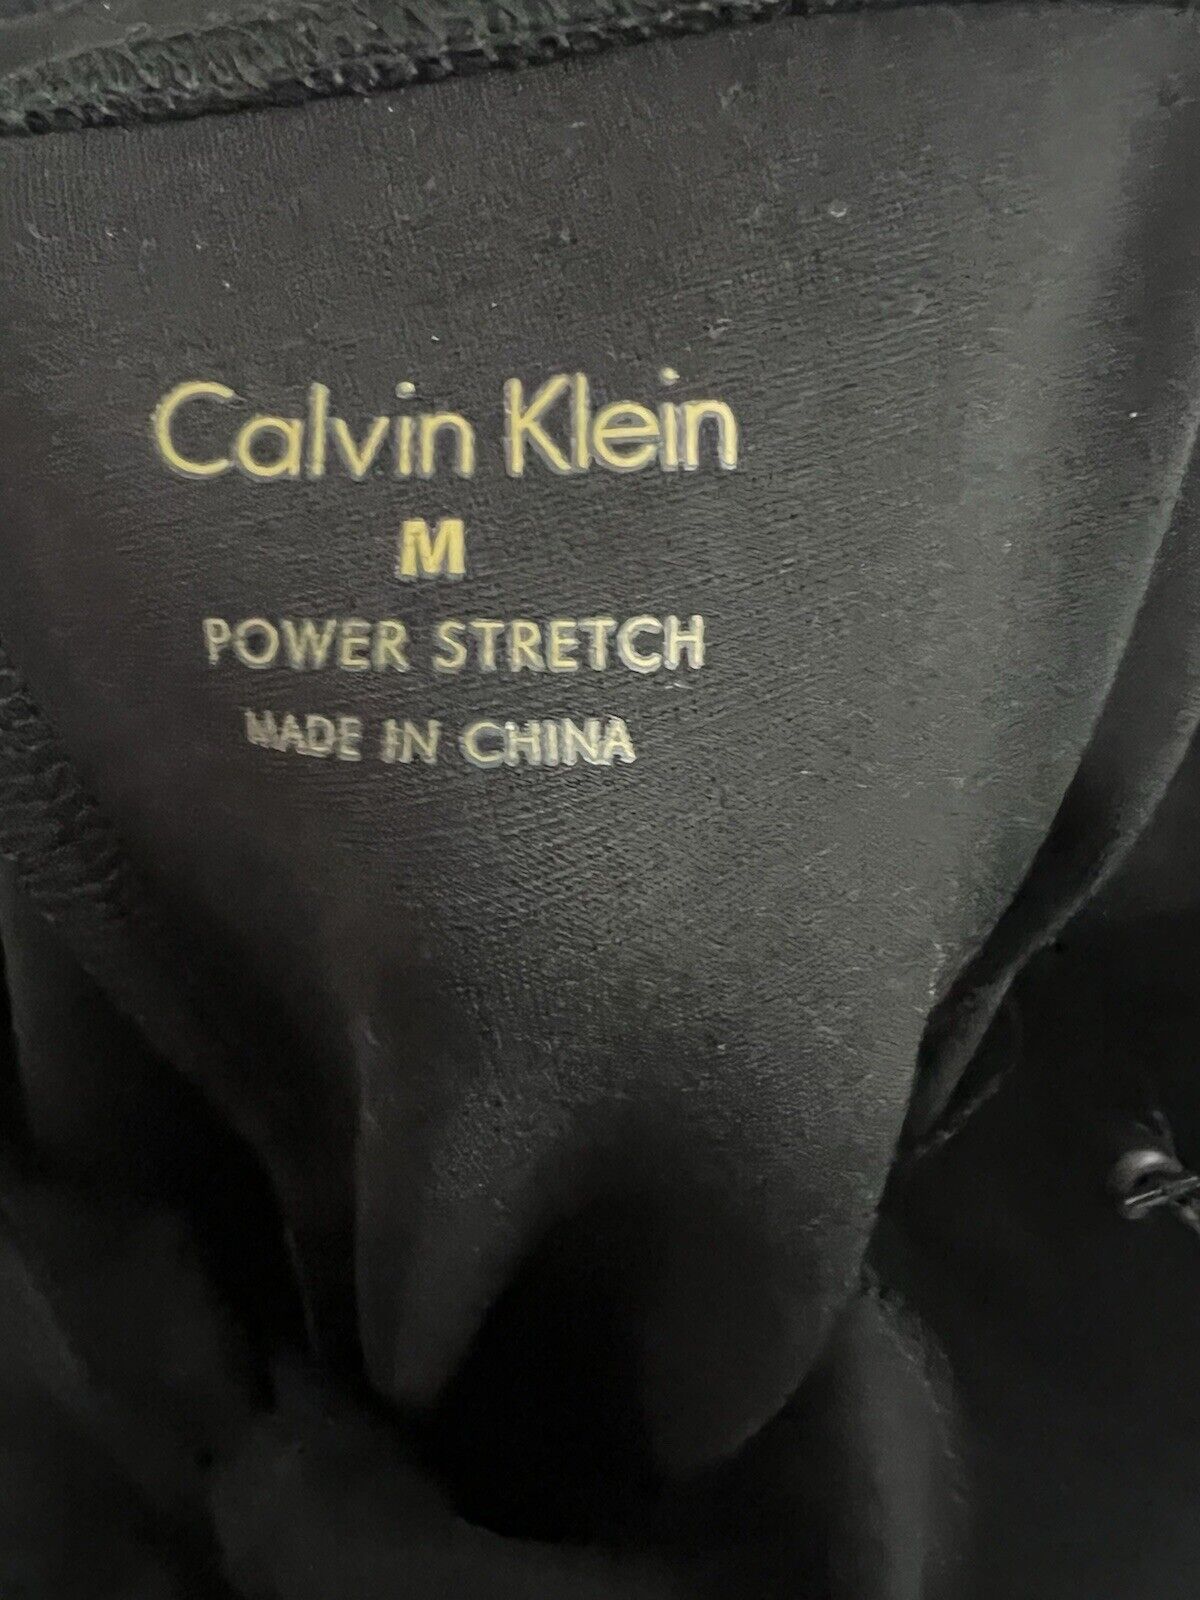 Calvin Klein
M
POWER STRETCH
MADE IN CHINA